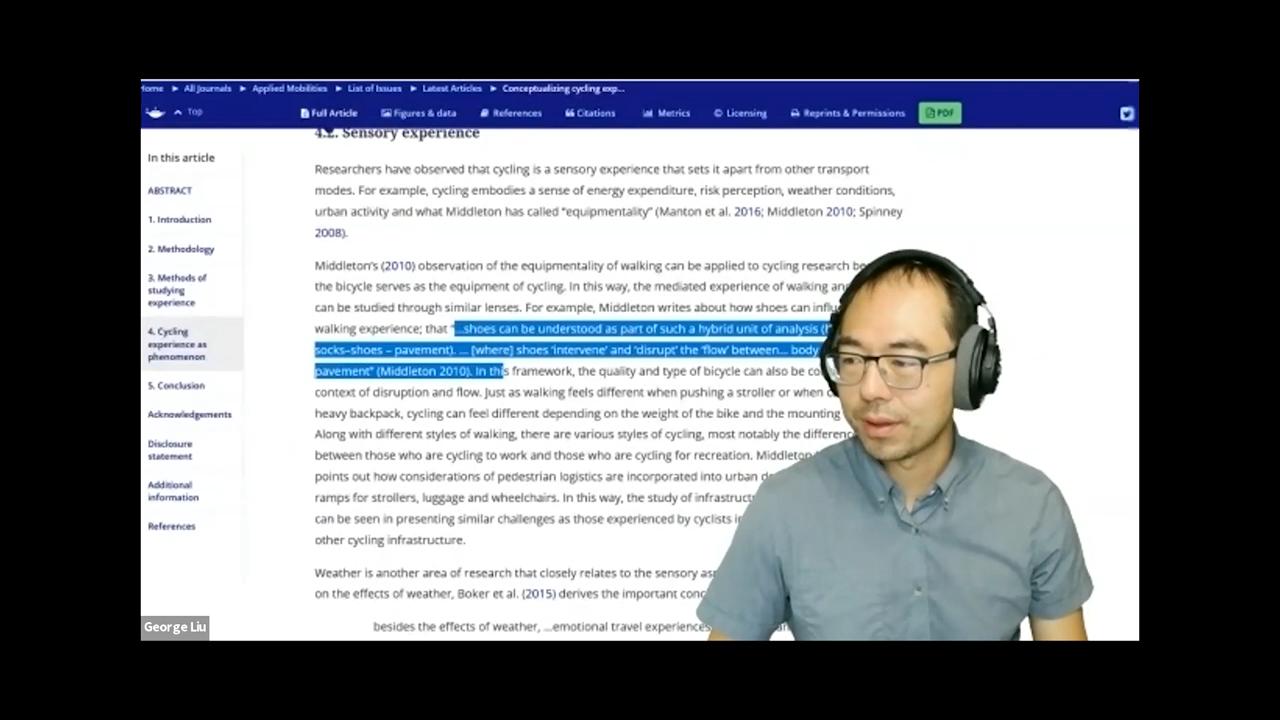 Home ▸ All Journals ▸ Applied Mobilities ▸ List of Issues ▸ Latest Articles ▸ Conceptualizing cycling exp...
Top
Full Article Figures & data References Citations Metrics Licensing Reprints & Permissions PDF
4.2. Sensory experience
In this article
ABSTRACT
1. Introduction
2. Methodology
3. Methods of
studying
experience
4. Cycling
experience as
phenomenon
5. Conclusion
Acknowledgements
Disclosure
statement
Additional
information
References
Researchers have observed that cycling is a sensory experience that sets it apart from other transport
modes. For example, cycling embodies a sense of energy expenditure, risk perception, weather conditions,
urban activity and what Middleton has called “equipmentality” (Manton et al. 2016; Middleton 2010; Spinney
2008).
Middleton’s (2010) observation of the equipmentality of walking can be applied to cycling research
the bicycle serves as the equipment of cycling. In this way, the mediated experience of walking
can be studied through similar lenses. For example, Middleton writes about how shoes can
walking experience; that “...shoes can be understood as part of such a hybrid unit of analysis
socks–shoes – pavement). ... [where] shoes ‘intervene’ and ‘disrupt’ the ‘flow’ between... body
pavement” (Middleton 2010). In this framework, the quality and type of bicycle can also be
context of disruption and flow. Just as walking feels different when pushing a stroller or when
heavy backpack, cycling can feel different depending on the weight of the bike and the mounting
Along with different styles of walking, there are various styles of cycling, most notably the
between those who are cycling to work and those who are cycling for recreation. Middleton
points out how considerations of pedestrian logistics are incorporated into urban
ramps for strollers, luggage and wheelchairs. In this way, the study of
can be seen in presenting similar challenges as those experienced by cyclists
other cycling infrastructure.
Weather is another area of research that closely relates to the sensory
on the effects of weather, Boker et al. (2015) derives the important
besides the effects of weather, ...emotional travel experiences
George Liu